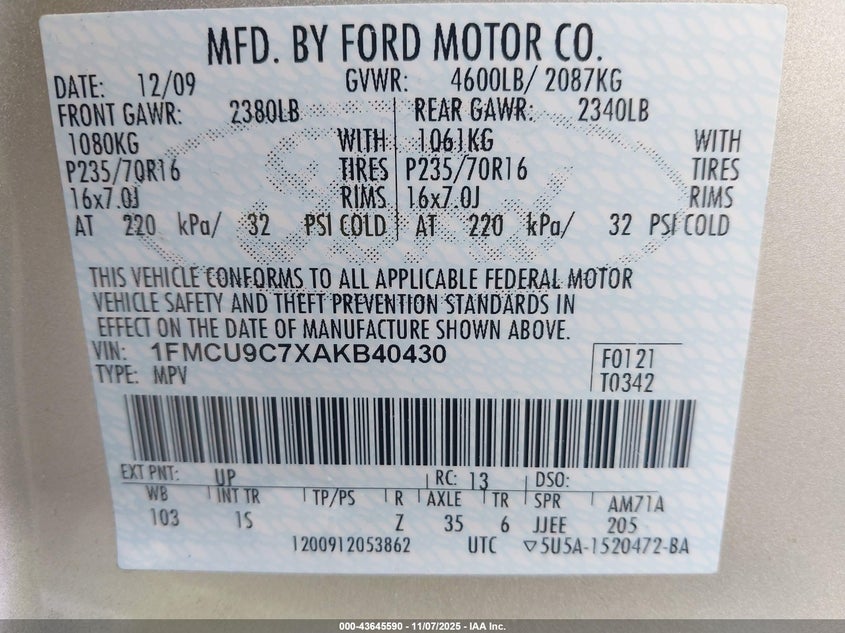 MFD. BY FORD MOTOR CO.
DATE: 12/09 GVWR: 4600LB/ 2087KG
FRONT GAWR: 2380LB REAR GAWR: 2340LB
1080KG WITH 1061KG WITH
P235/70R16 TIRES P235/70R16 TIRES
16x7.0J RIMS 16x7.0J RIMS
AT 220 kPa/ 32 PSI COLD AT 220 kPa/ 32 PSI COLD
THIS VEHICLE CONFORMS TO ALL APPLICABLE FEDERAL MOTOR
VEHICLE SAFETY AND THEFT PREVENTION STANDARDS IN
EFFECT ON THE DATE OF MANUFACTURE SHOWN ABOVE.
VIN: 1FMCU9C7XAKB40430 F0121
TYPE: MPV T0342
EXT PNT: UP RC: 13 DSO:
WB INT TR TP/PS R AXLE TR SPR AM71A
103 1S Z 35 6 JJEE 205
1200912053862 UTC ▽5U5A-1520472-BA
000-43645590 - 11/07/2025 - IAA Inc.